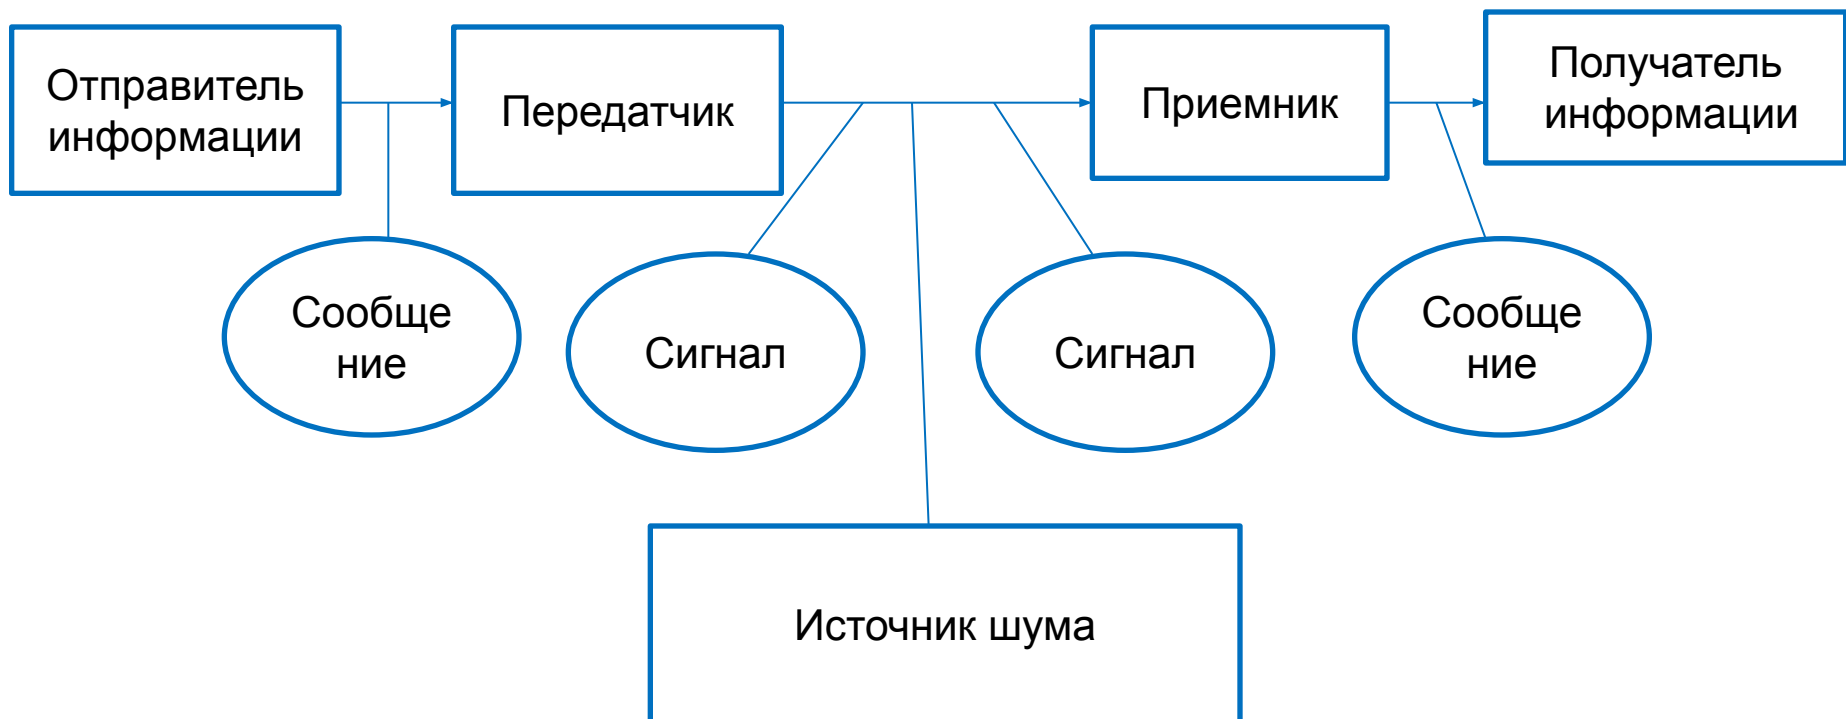 Отправитель
информации
Передатчик
Приемник
Получатель
информации
Сообще
ние
Сигнал
Сигнал
Сообще
ние
Источник шума